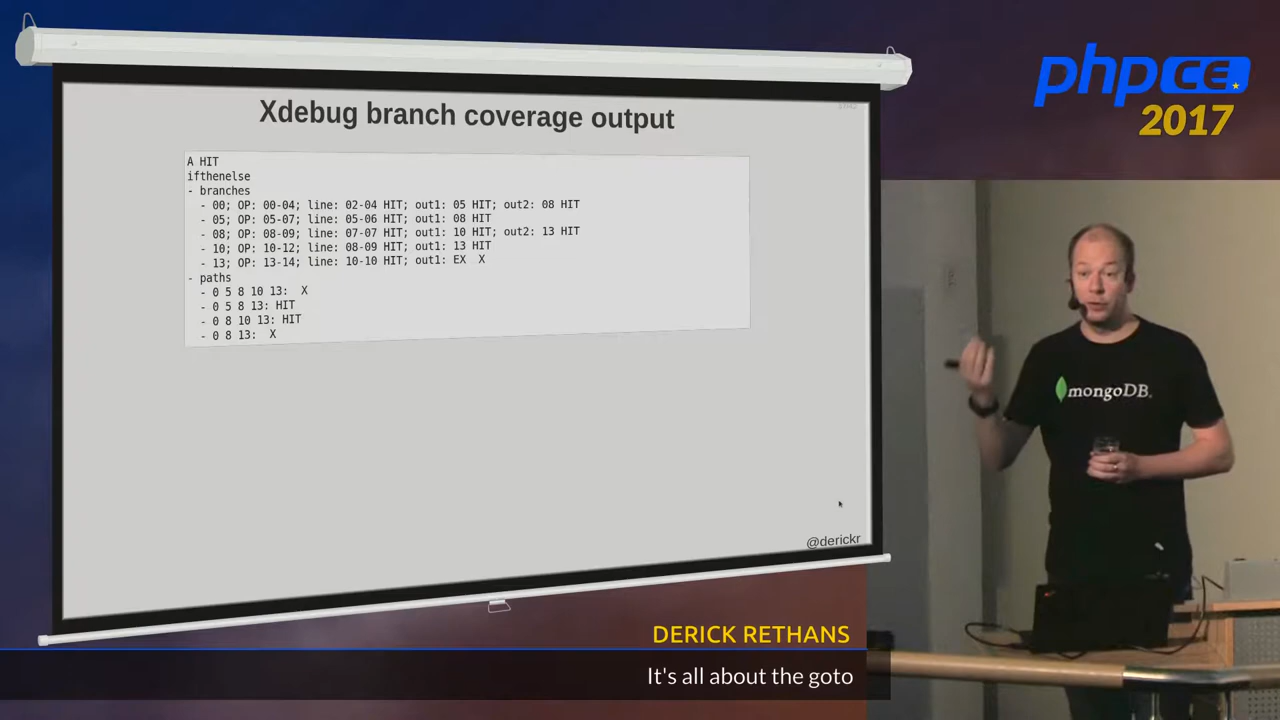 Xdebug branch coverage output
A HIT
ifthenelse
- branches
- 00; OP: 00-04; line: 02-04 HIT; out1: 05 HIT; out2: 08 HIT
- 05; OP: 05-07; line: 05-06 HIT; out1: 08 HIT
- 08; OP: 08-09; line: 07-07 HIT; out1: 10 HIT; out2: 13 HIT
- 10; OP: 10-12; line: 08-09 HIT; out1: 13 HIT
- 13; OP: 13-14; line: 10-10 HIT; out1: EX X
- paths
- 0 5 8 10 13: X
- 0 5 8 13: HIT
- 0 8 10 13: HIT
- 0 8 13: X
@derickr
phpCE
2017
mongoDB.
DERICK RETHANS
It's all about the goto